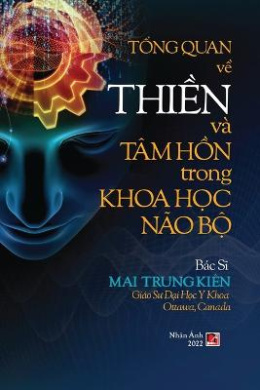 TỔNG QUAN
về
THIỀN
và
TÂM HỒN
trong
KHOA HỌC
NÃO BỘ
Bác Sĩ
MAI TRUNG KIÊN
Giáo Sư Đại Học Y Khoa
Ottawa, Canada
Nhân Ảnh
2022